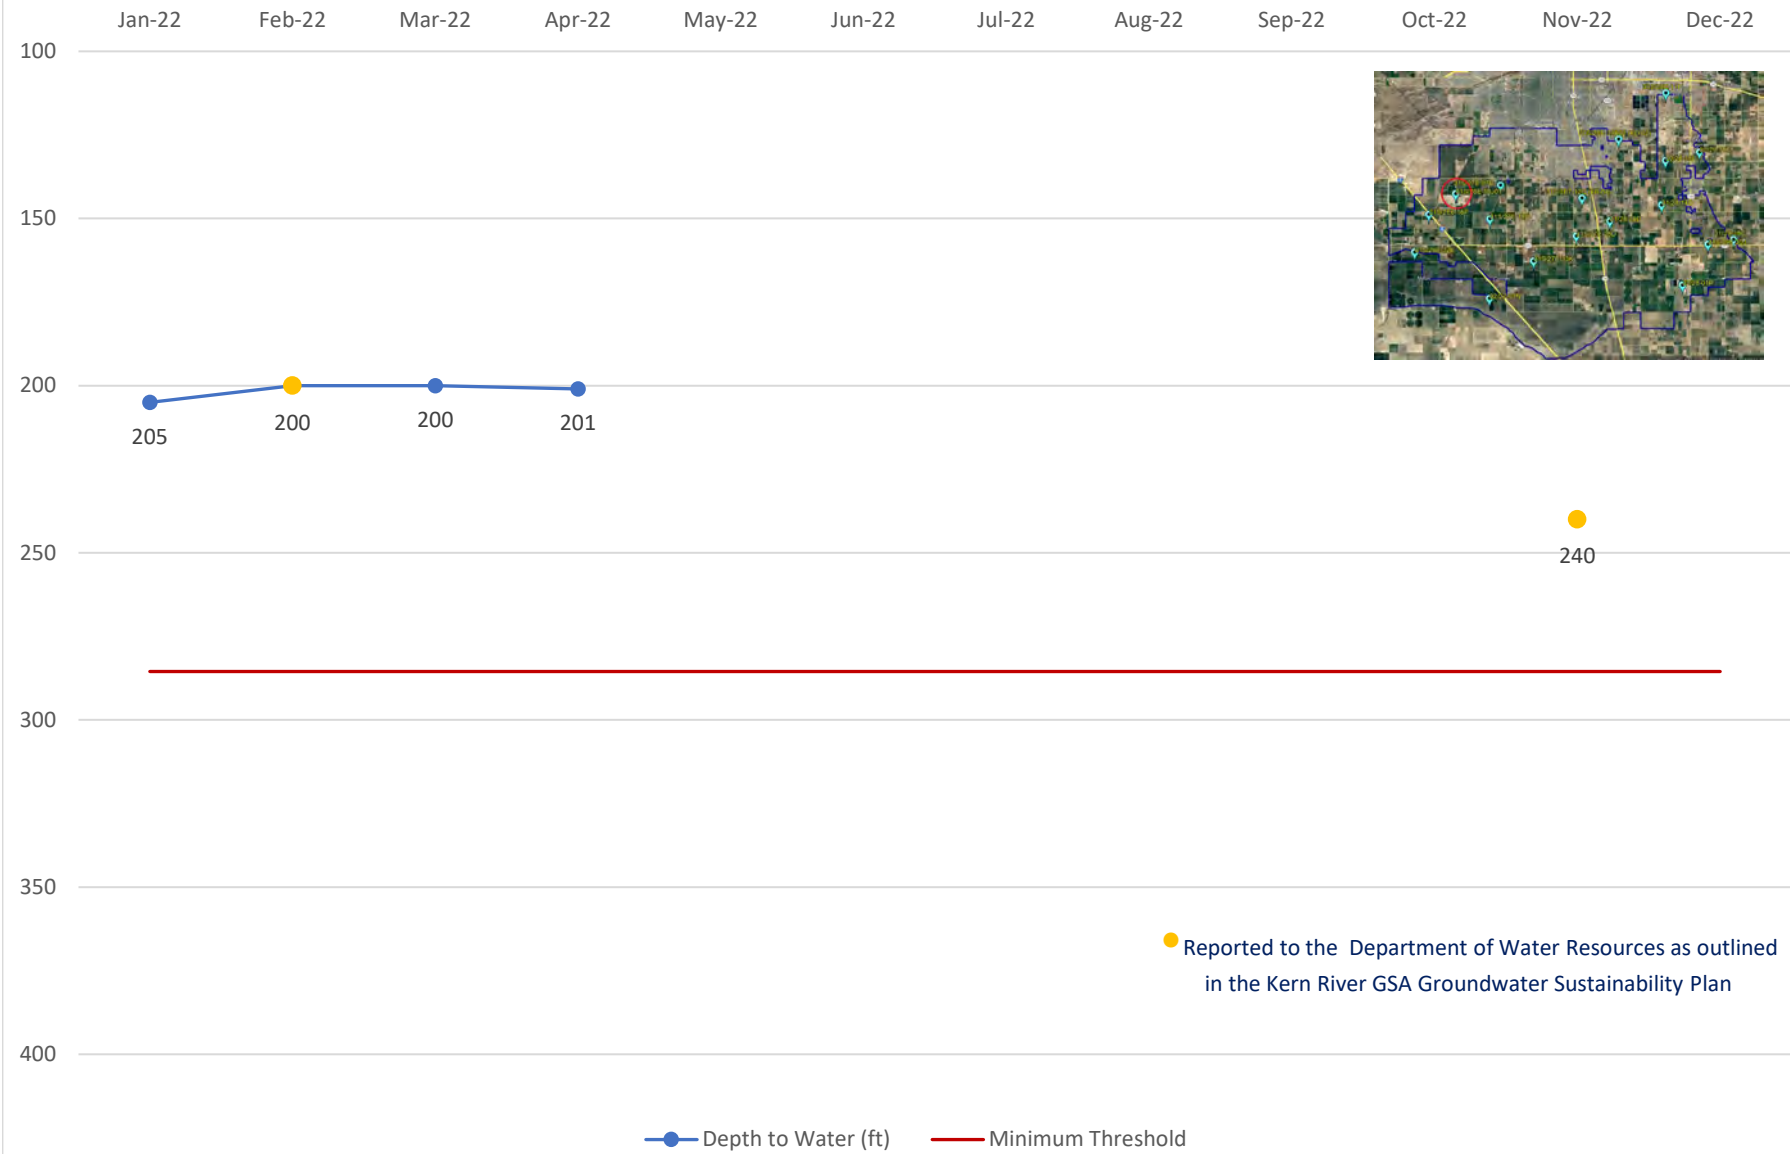 Jan-22 Feb-22 Mar-22 Apr-22 May-22 Jun-22 Jul-22 Aug-22 Sep-22 Oct-22 Nov-22 Dec-22
100
150
200
205 200 200 201
250
240
300
350
Reported to the Department of Water Resources as outlined
in the Kern River GSA Groundwater Sustainability Plan
400
Depth to Water (ft) Minimum Threshold